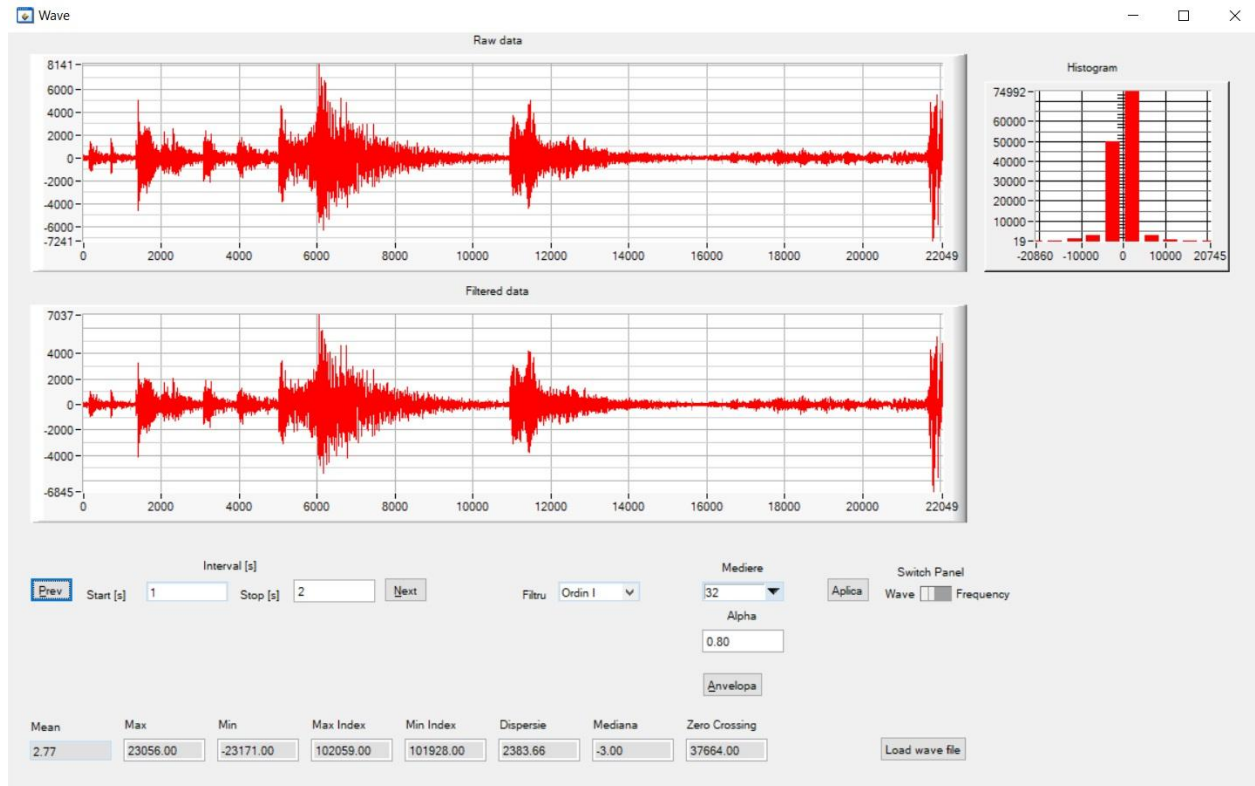 Wave
Raw data
8141
6000
4000
2000
0
-2000
-4000
-6000
-7241
0 2000 4000 6000 8000 10000 12000 14000 16000 18000 20000 22049
Histogram
74992
60000
50000
40000
30000
20000
10000
19
-20860 -10000 0 10000 20745
Filtered data
7037
4000
2000
0
-2000
-4000
-6845
0 2000 4000 6000 8000 10000 12000 14000 16000 18000 20000 22049
Interval [s]
Prev Start [s] 1 Stop [s] 2 Next
Filtru Ordin I
Mediere
32
Alpha
0.80
Anvelopa
Aplica
Switch Panel
Wave Frequency
Mean Max Min Max Index Min Index Dispersie Mediana Zero Crossing
2.77 23056.00 -23171.00 102059.00 101928.00 2383.66 -3.00 37664.00
Load wave file